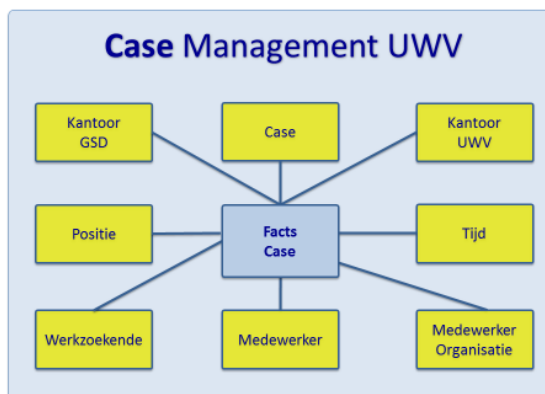 Case Management UWV
Kantoor
GSD
Case
Kantoor
UWV
Positie
Facts
Case
Tijd
Werkzoekende
Medewerker
Medewerker
Organisatie